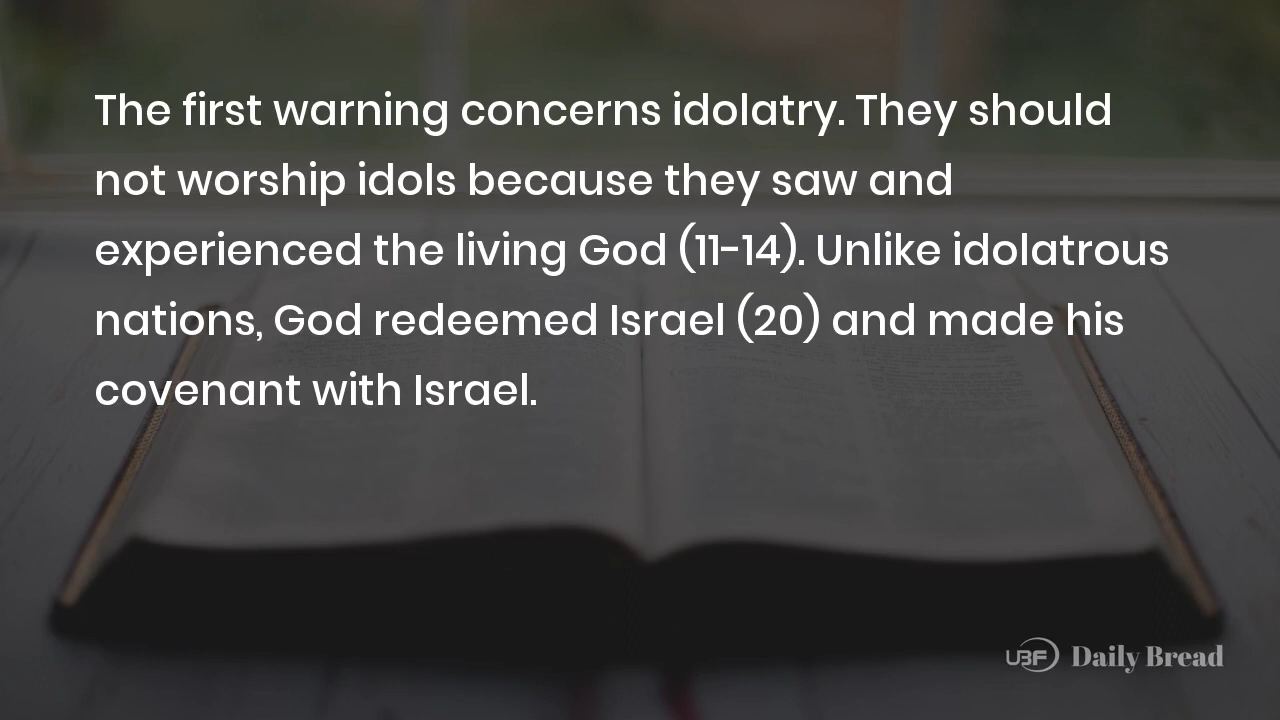 The first warning concerns idolatry. They should
not worship idols because they saw and
experienced the living God (11-14). Unlike idolatrous
nations, God redeemed Israel (20) and made his
covenant with Israel.
UBF Daily Bread